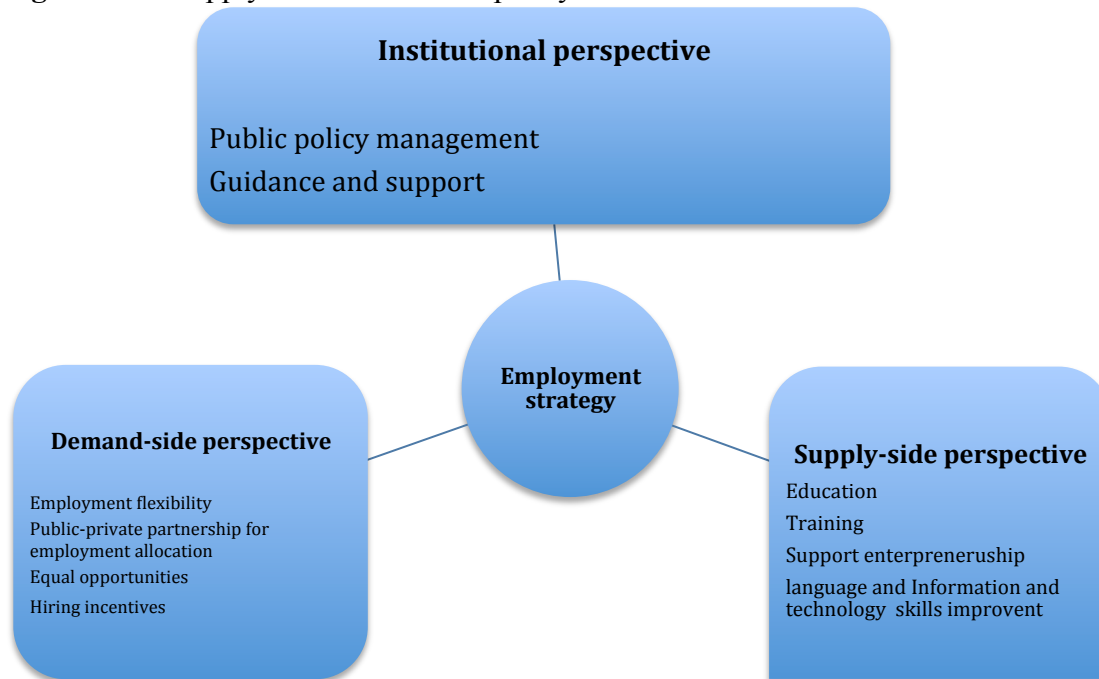 supply
policy
Institutional perspective
Public policy management
Guidance and support
Employment
strategy
Demand-side perspective
Employment flexibility
Public-private partnership for
employment allocation
Equal opportunities
Hiring incentives
Supply-side perspective
Education
Training
Support enterpreneruship
language and Information and
technology skills improvent